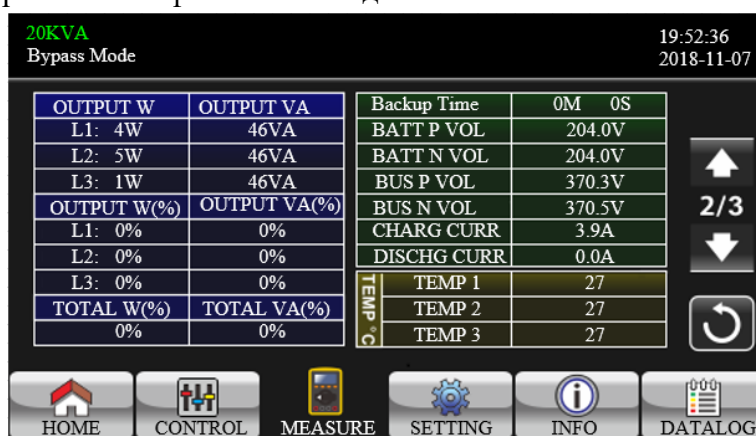 20KVA
Bypass Mode
19:52:36
2018-11-07
OUTPUT W OUTPUT VA
L1: 4W 46VA
L2: 5W 46VA
L3: 1W 46VA
OUTPUT W(%) OUTPUT VA(%)
L1: 0% 0%
L2: 0% 0%
L3: 0% 0%
TOTAL W(%) TOTAL VA(%)
0% 0%
Backup Time 0M 0S
BATT P VOL 204.0V
BATT N VOL 204.0V
BUS P VOL 370.3V
BUS N VOL 370.5V
CHARG CURR 3.9A
DISCHG CURR 0.0A
TEMP °C
TEMP 1 27
TEMP 2 27
TEMP 3 27
2/3
HOME CONTROL MEASURE SETTING INFO DATALOG